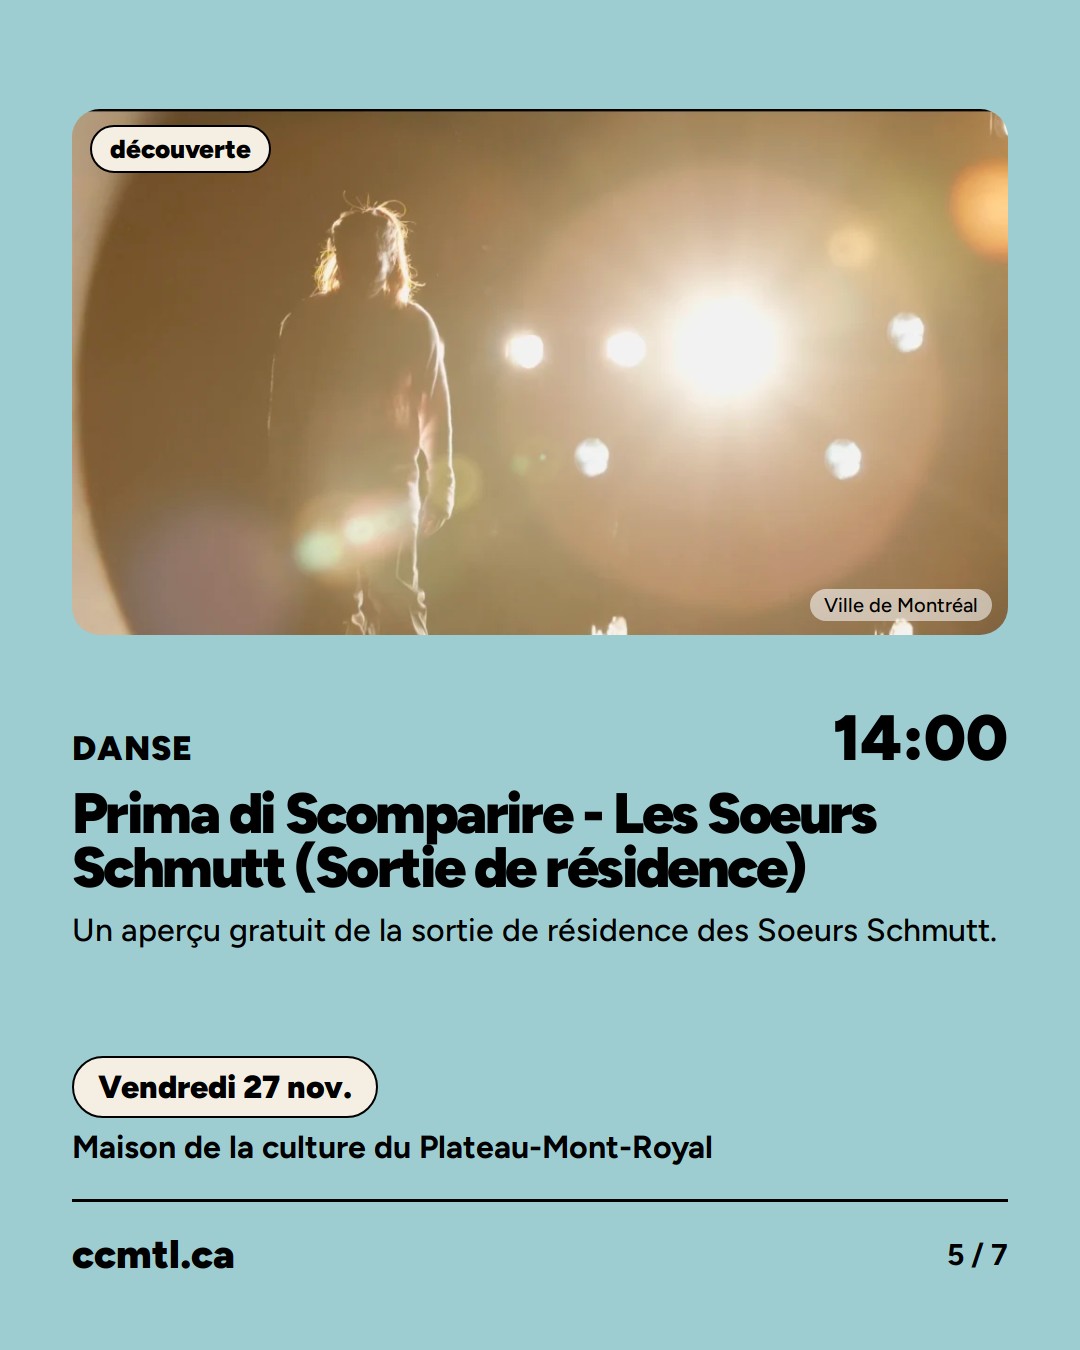 découverte
Ville de Montréal
DANSE
14:00
Prima di Scomparire - Les Soeurs
Schmutt (Sortie de résidence)
Un aperçu gratuit de la sortie de résidence des Soeurs Schmutt.
Vendredi 27 nov.
Maison de la culture du Plateau-Mont-Royal
ccmtl.ca
5 / 7